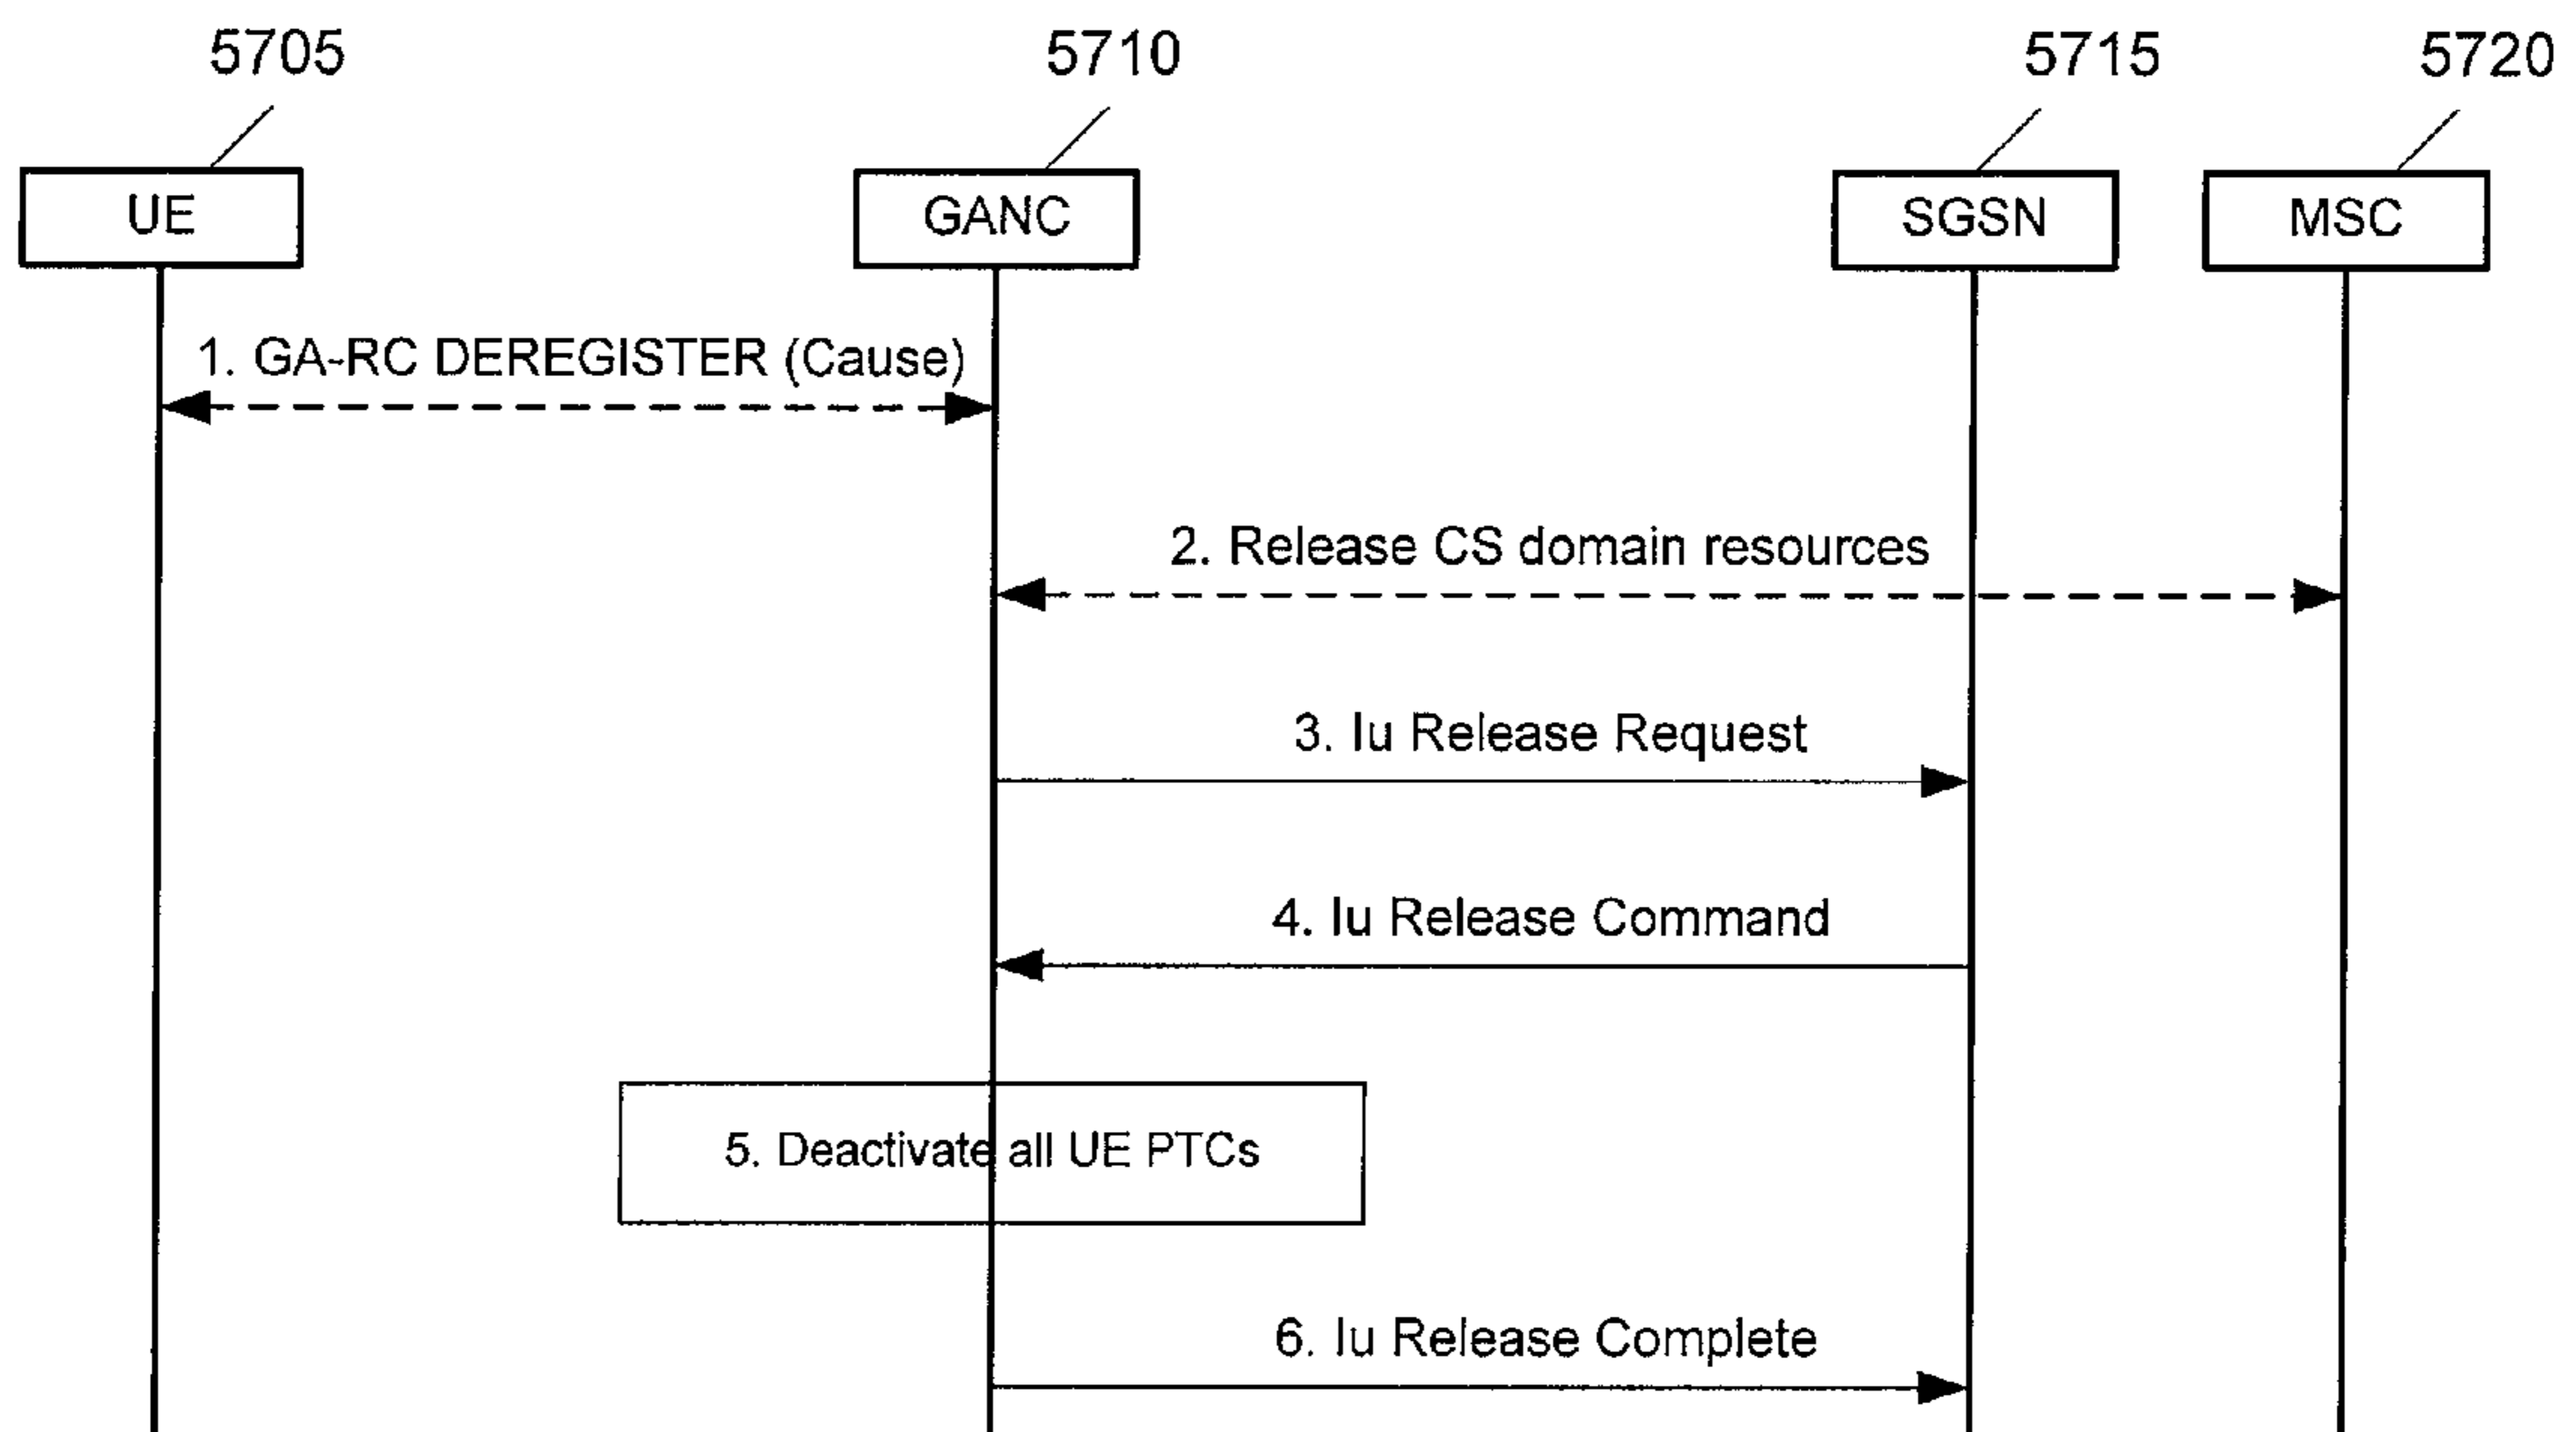 5705
5710
5715
5720
UE
GANC
SGSN
MSC
1. GA-RC DEREGISTER (Cause)
2. Release CS domain resources
3. Iu Release Request
4. Iu Release Command
5. Deactivate all UE PTCs
6. Iu Release Complete